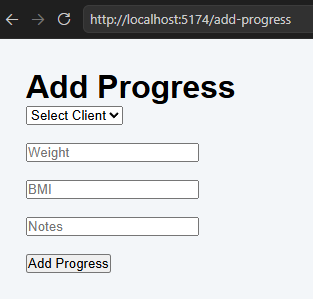 http://localhost:5174/add-progress
Add Progress
Select Client
Weight
BMI
Notes
Add Progress